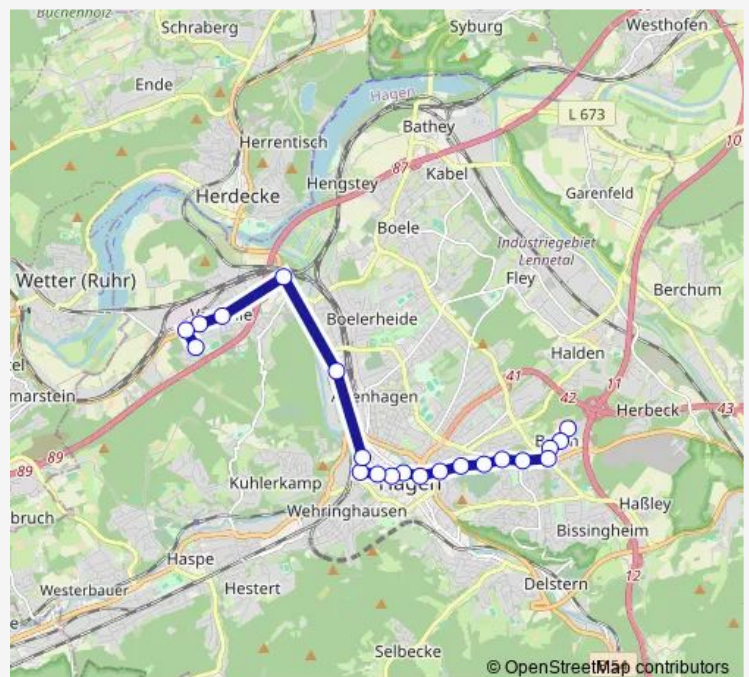 Buchenholz
Schraberg
Syburg
Westhofen
Ende
Hagen
L 673
Herrentisch
Bathey
10
87
Hengstey
Kabel
Herdecke
Garenfeld
Boele
Industriegebiet
Lennetal
Wetter (Ruhr)
Fley
Berchum
Boelerheide
Halden
marstein
41
11
42
Herbeck
43
89
89
Hagen
Kuhlerkamp
bruch
Wehringhausen
Haßley
Bissingheim
Haspe
12
Westerbauer
Hestert
Delstern
Selbecke
© OpenStreetMap contributors